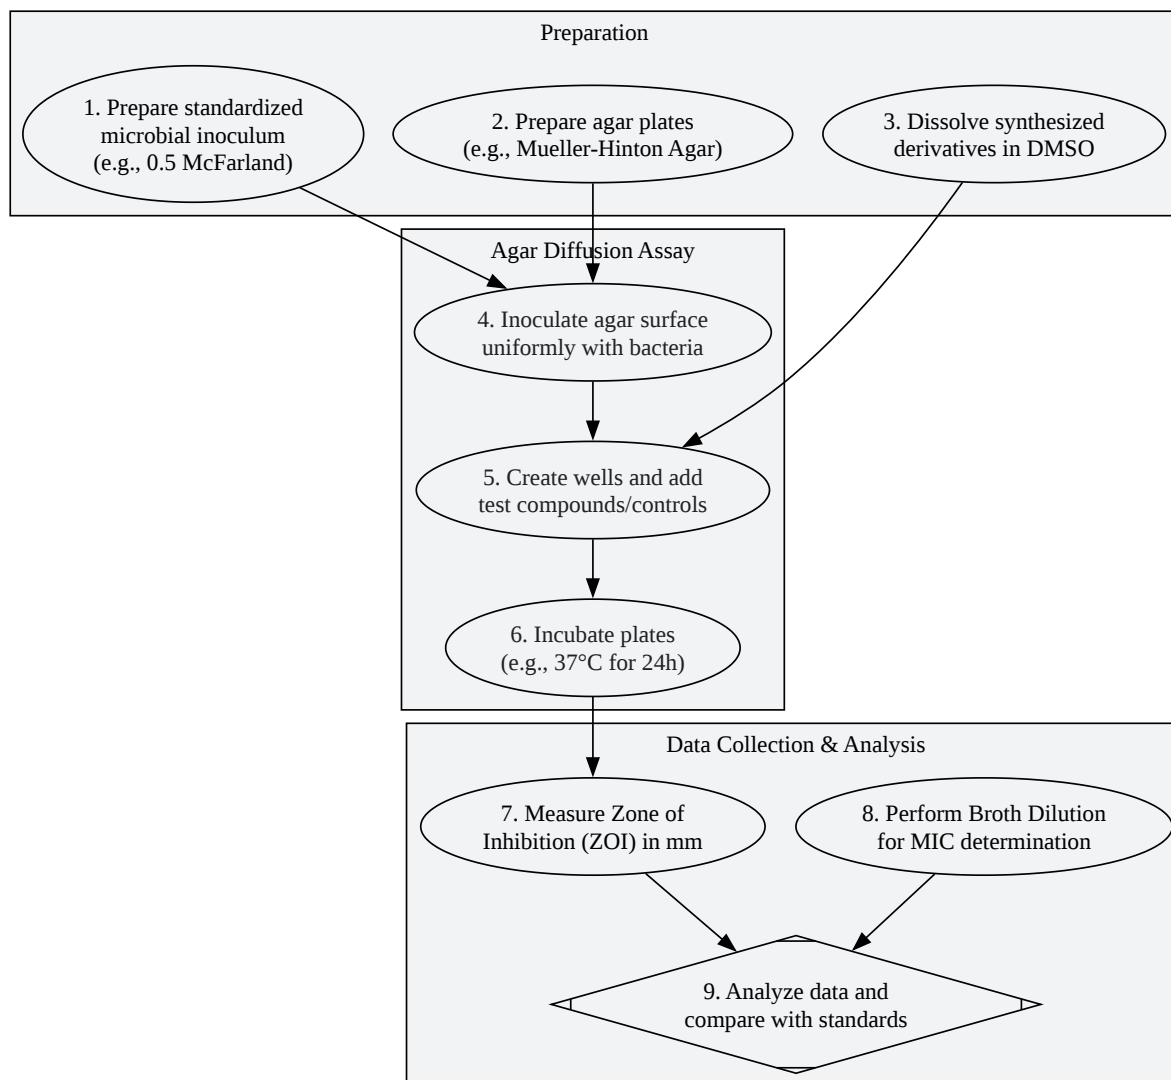 Preparation
1. Prepare standardized
microbial inoculum
(e.g., 0.5 McFarland)
2. Prepare agar plates
(e.g., Mueller-Hinton Agar)
3. Dissolve synthesized
derivatives in DMSO
Agar Diffusion Assay
4. Inoculate agar surface
uniformly with bacteria
5. Create wells and add
test compounds/controls
6. Incubate plates
(e.g., 37°C for 24h)
Data Collection & Analysis
7. Measure Zone of
Inhibition (ZOI) in mm
8. Perform Broth Dilution
for MIC determination
9. Analyze data and
compare with standards